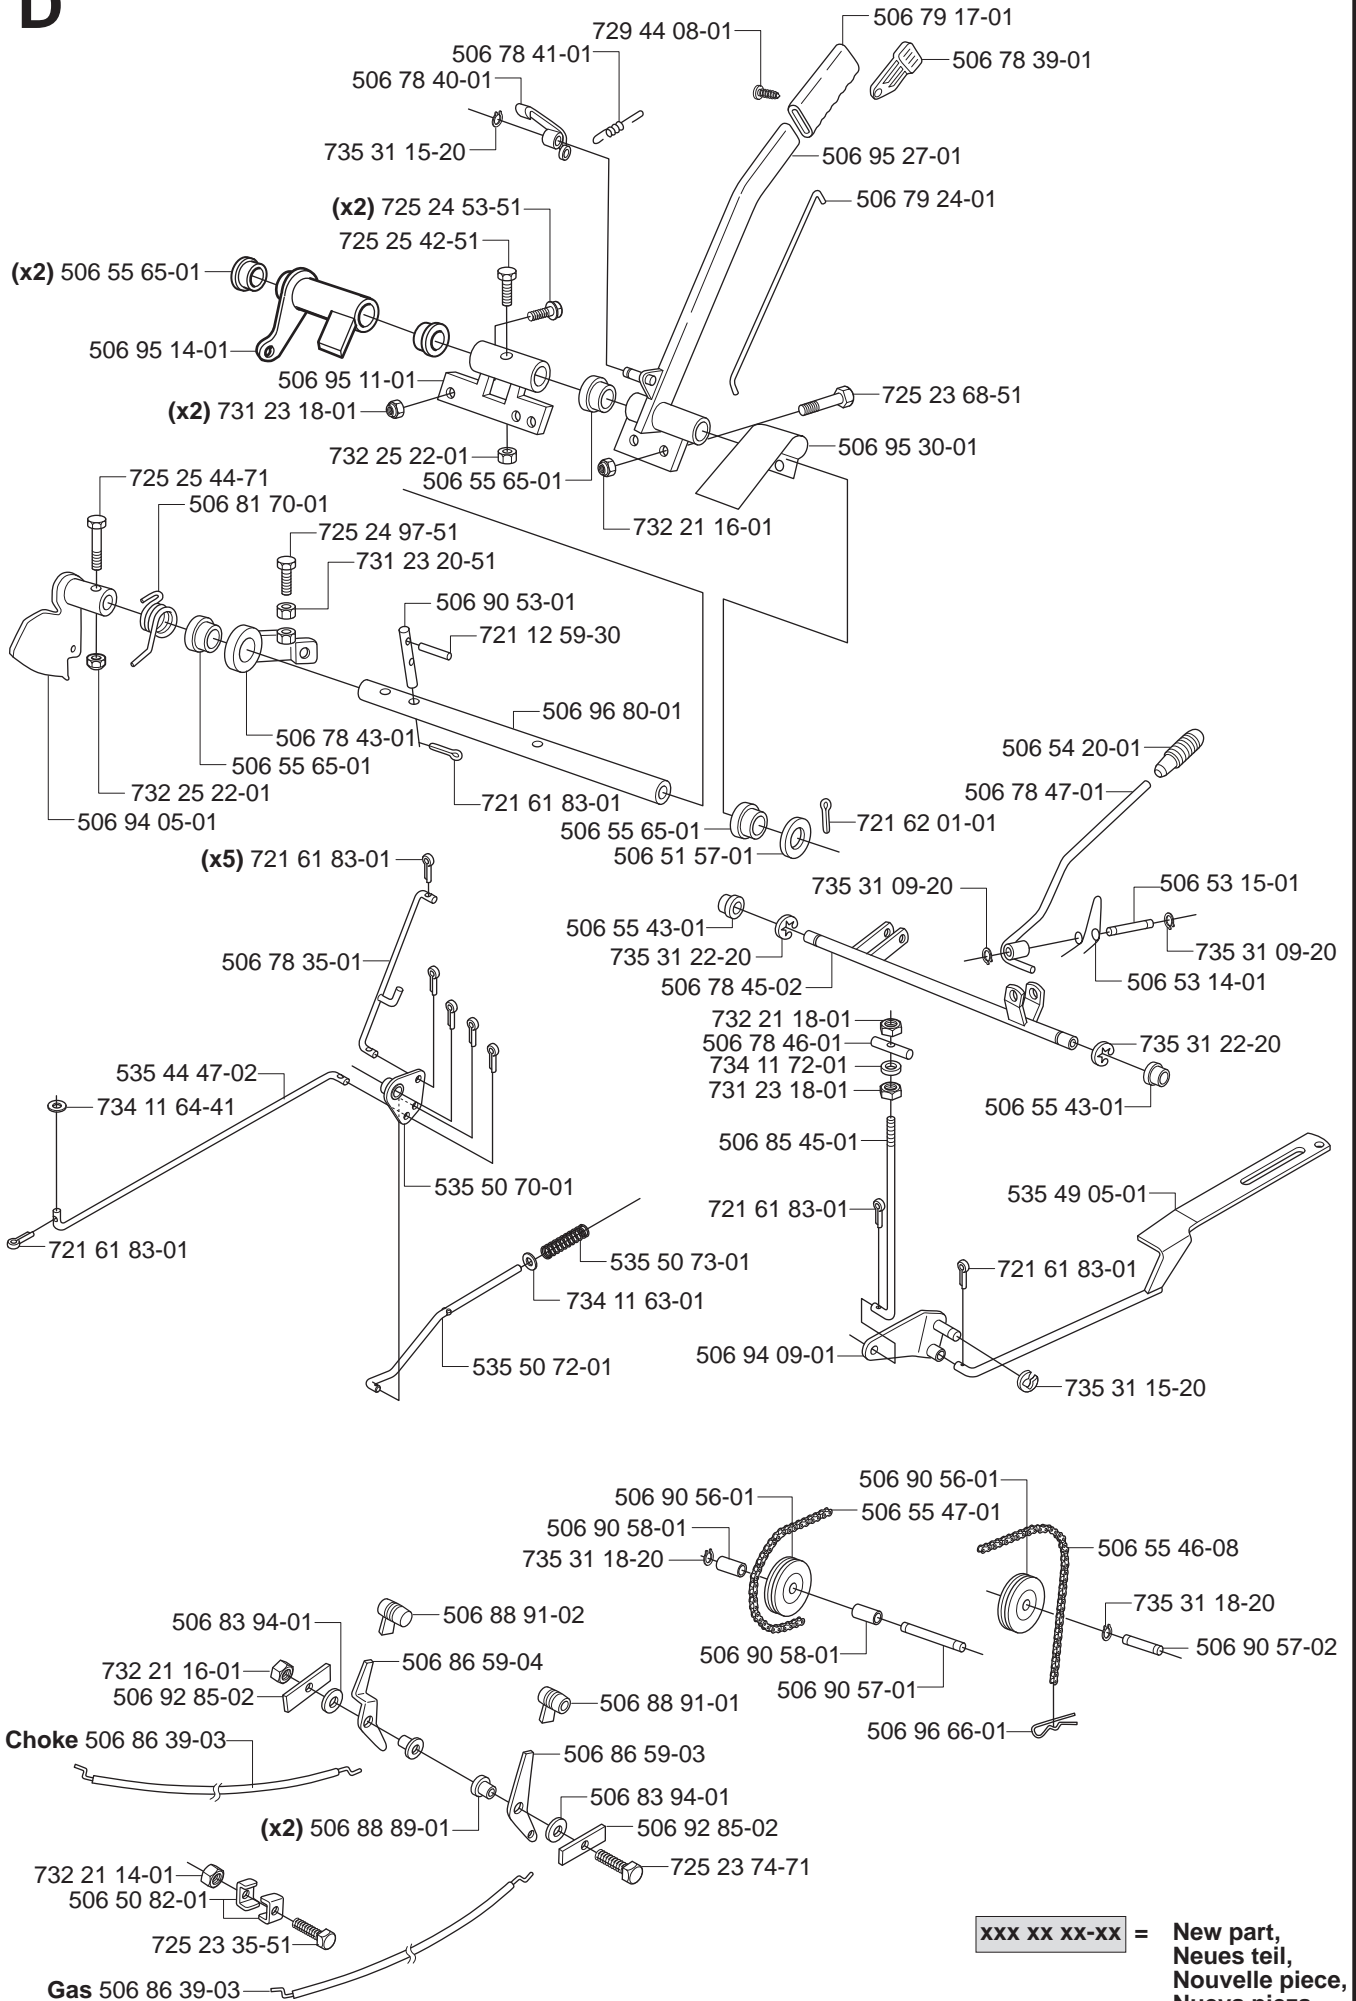 D
506 79 17-01
729 44 08-01
506 78 41-01
506 78 39-01
506 78 40-01
735 31 15-20
506 95 27-01
506 79 24-01
(x2) 725 24 53-51
725 25 42-51
(x2) 506 55 65-01
506 95 14-01
506 95 11-01
725 23 68-51
(x2) 731 23 18-01
506 95 30-01
732 25 22-01
506 55 65-01
725 25 44-71
506 81 70-01
732 21 16-01
725 24 97-51
731 23 20-51
506 90 53-01
721 12 59-30
506 96 80-01
506 78 43-01
506 54 20-01
506 55 65-01
506 78 47-01
732 25 22-01
721 61 83-01
506 94 05-01
506 55 65-01
721 62 01-01
506 51 57-01
(x5) 721 61 83-01
735 31 09-20
506 53 15-01
506 55 43-01
735 31 22-20
735 31 09-20
506 78 35-01
506 53 14-01
506 78 45-02
732 21 18-01
506 78 46-01
735 31 22-20
734 11 72-01
535 44 47-02
731 23 18-01
734 11 64-41
506 55 43-01
506 85 45-01
535 50 70-01
535 49 05-01
721 61 83-01
721 61 83-01
535 50 73-01
721 61 83-01
734 11 63-01
506 94 09-01
535 50 72-01
735 31 15-20
506 90 56-01
506 90 56-01
506 55 47-01
506 90 58-01
735 31 18-20
506 55 46-08
735 31 18-20
506 88 91-02
506 83 94-01
506 90 58-01
506 90 57-02
506 86 59-04
732 21 16-01
506 90 57-01
506 92 85-02
506 88 91-01
506 96 66-01
Choke 506 86 39-03
506 86 59-03
506 83 94-01
(x2) 506 88 89-01
506 92 85-02
725 23 74-71
732 21 14-01
506 50 82-01
725 23 35-51
Gas 506 86 39-03
xxx xx xx-xx = New part,
Neues teil,
Nouvelle piece,